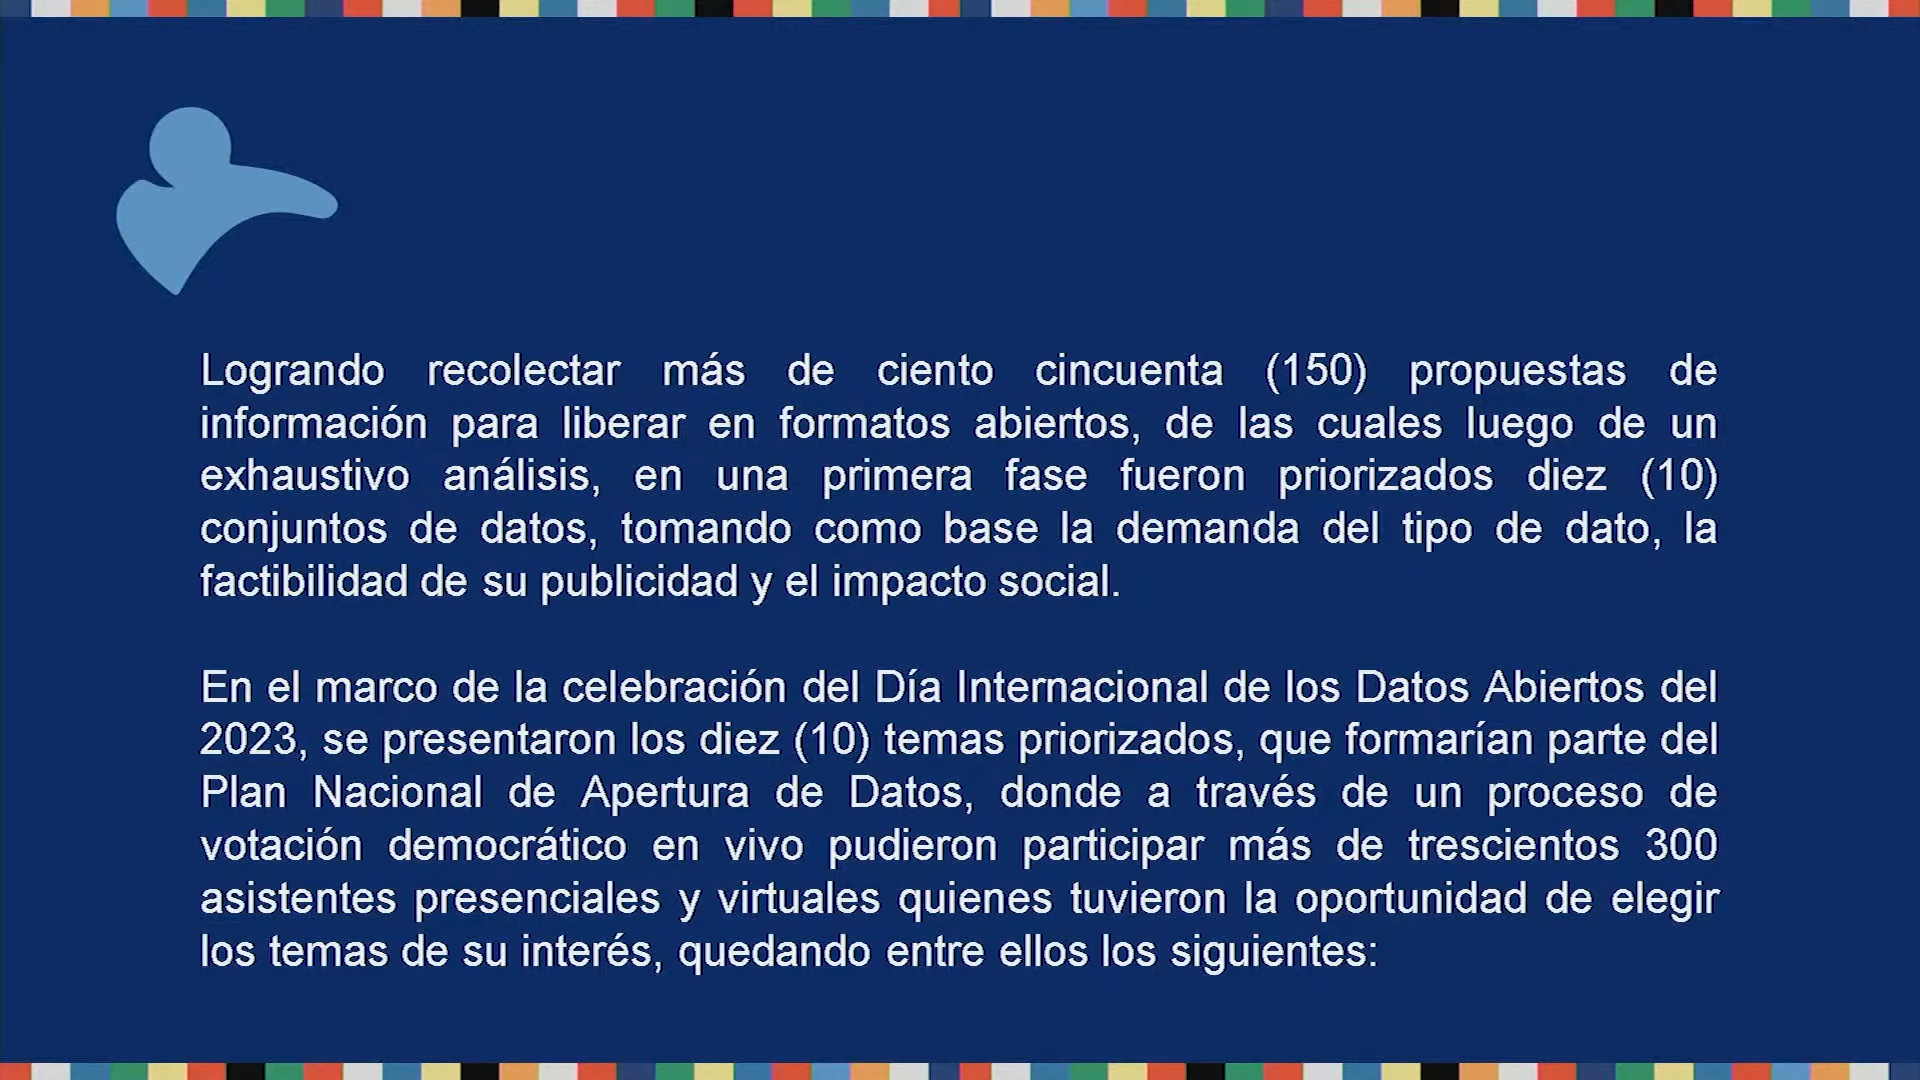 Logrando recolectar más de ciento cincuenta (150) propuestas de
información para liberar en formatos abiertos, de las cuales luego de un
exhaustivo análisis, en una primera fase fueron priorizados diez (10)
conjuntos de datos, tomando como base la demanda del tipo de dato, la
factibilidad de su publicidad y el impacto social.
En el marco de la celebración del Día Internacional de los Datos Abiertos del
2023, se presentaron los diez (10) temas priorizados, que formarían parte del
Plan Nacional de Apertura de Datos, donde a través de un proceso de
votación democrático en vivo pudieron participar más de trescientos 300
asistentes presenciales y virtuales quienes tuvieron la oportunidad de elegir
los temas de su interés, quedando entre ellos los siguientes: